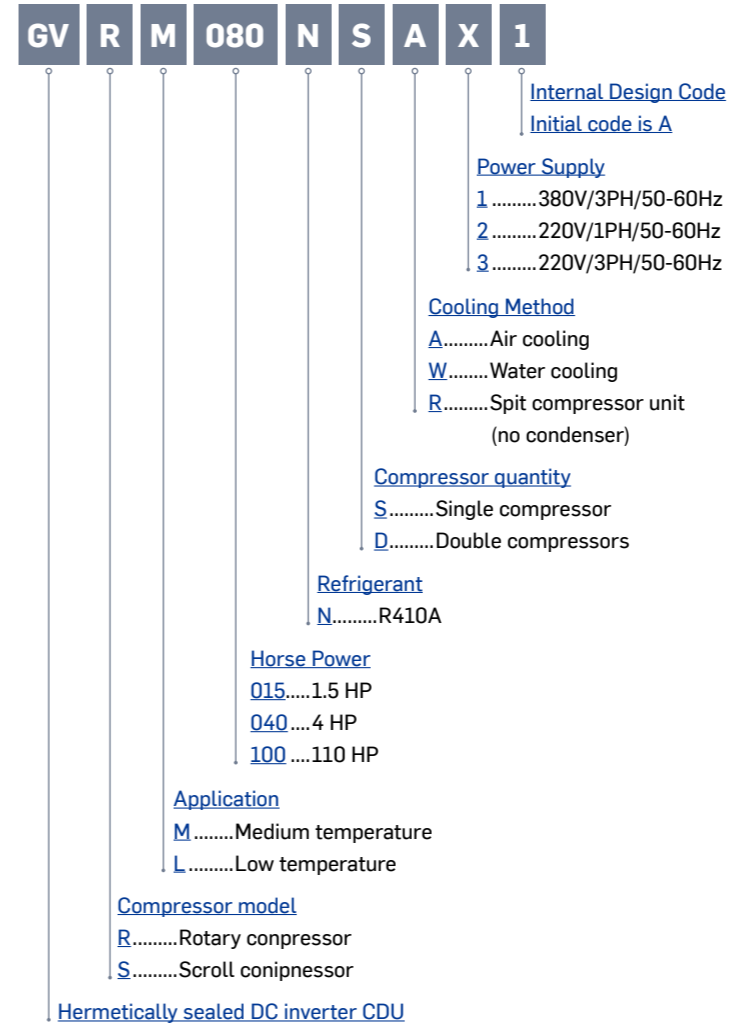 GV R M 080 N S A X 1
Internal Design Code
Initial code is A
Power Supply
1 .........380V/3PH/50-60Hz
2 .........220V/1PH/50-60Hz
3 .........220V/3PH/50-60Hz
Cooling Method
A.........Air cooling
W........Water cooling
R.........Spit compressor unit
(no condenser)
Compressor quantity
S.........Single compressor
D.........Double compressors
Refrigerant
N.........R410A
Horse Power
015.....1.5 HP
040 ....4 HP
100 ....110 HP
Application
M ........Medium temperature
L .........Low temperature
Compressor model
R.........Rotary conpressor
S.........Scroll conipnessor
Hermetically sealed DC inverter CDU